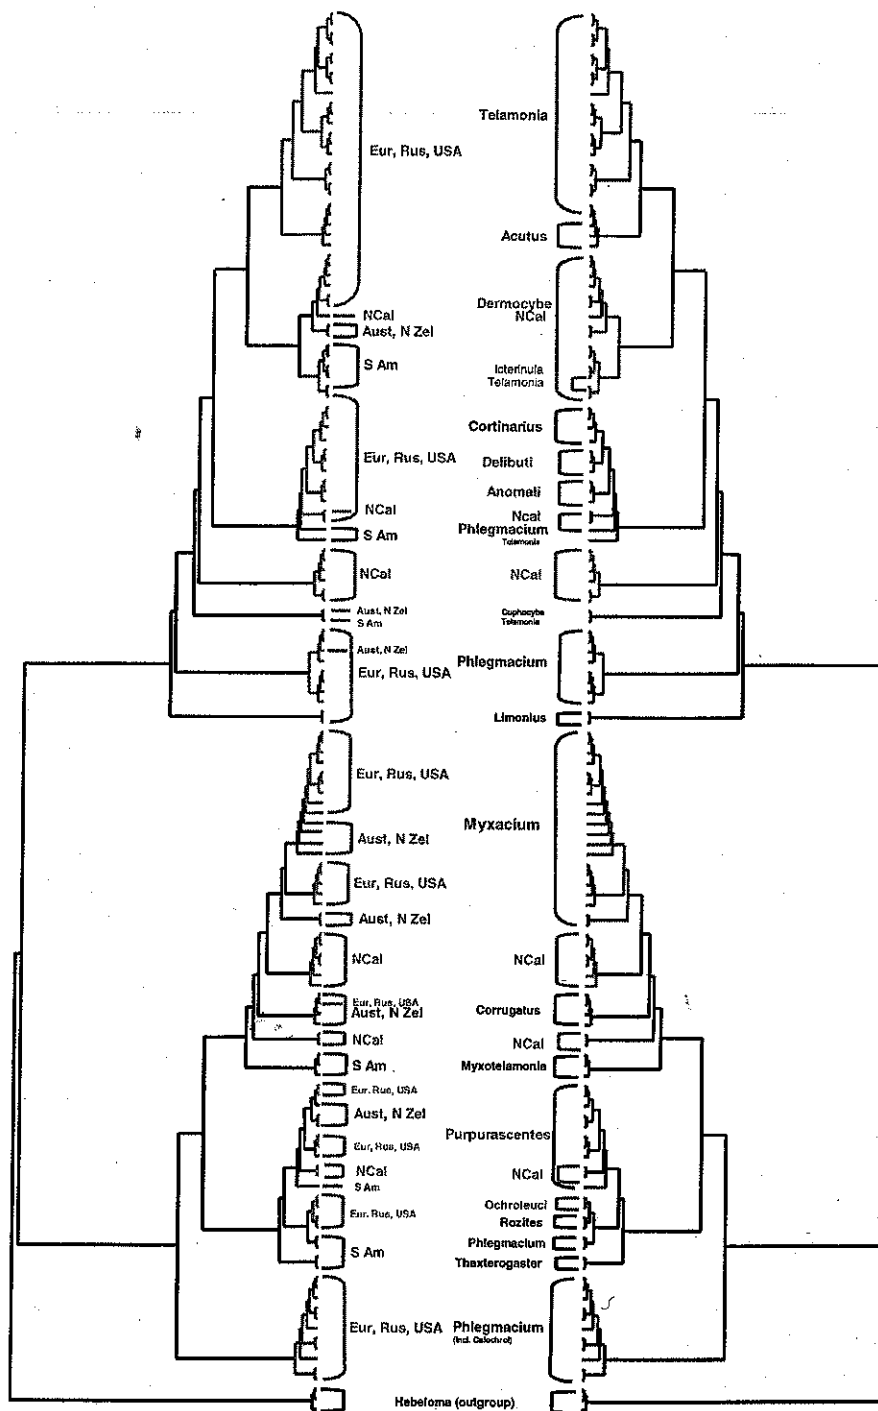 Telamonia
Eur, Rus, USA
Acutus
Dermocybe
NCal
NCal
Aust, N Zel
S Am
Icterinula
Telamonia
Cortinarius
Eur, Rus, USA
Delibuti
Anomali
NCal
Ncal
Phlegmacium
Telamonia
S Am
NCal
NCal
Aust, N Zel
S Am
Cuphocybe
Telamonia
Aust, N Zel
Eur, Rus, USA
Phlegmacium
Limonius
Eur, Rus, USA
Myxacium
Aust, N Zel
Eur, Rus, USA
Aust, N Zel
NCal
NCal
Eur, Rus, USA
Aust, N Zel
Corrugatus
NCal
NCal
S Am
Myxotelamonia
Eur. Rus, USA
Aust, N Zel
Purpurascentes
Eur, Rus, USA
NCal
NCal
S Am
Ochroleuci
Eur. Rus, USA
Rozites
Phlegmacium
S Am
Thaxterogaster
Eur, Rus, USA
Phlegmacium
(incl. Calochroi)
Hebeloma (outgroup)